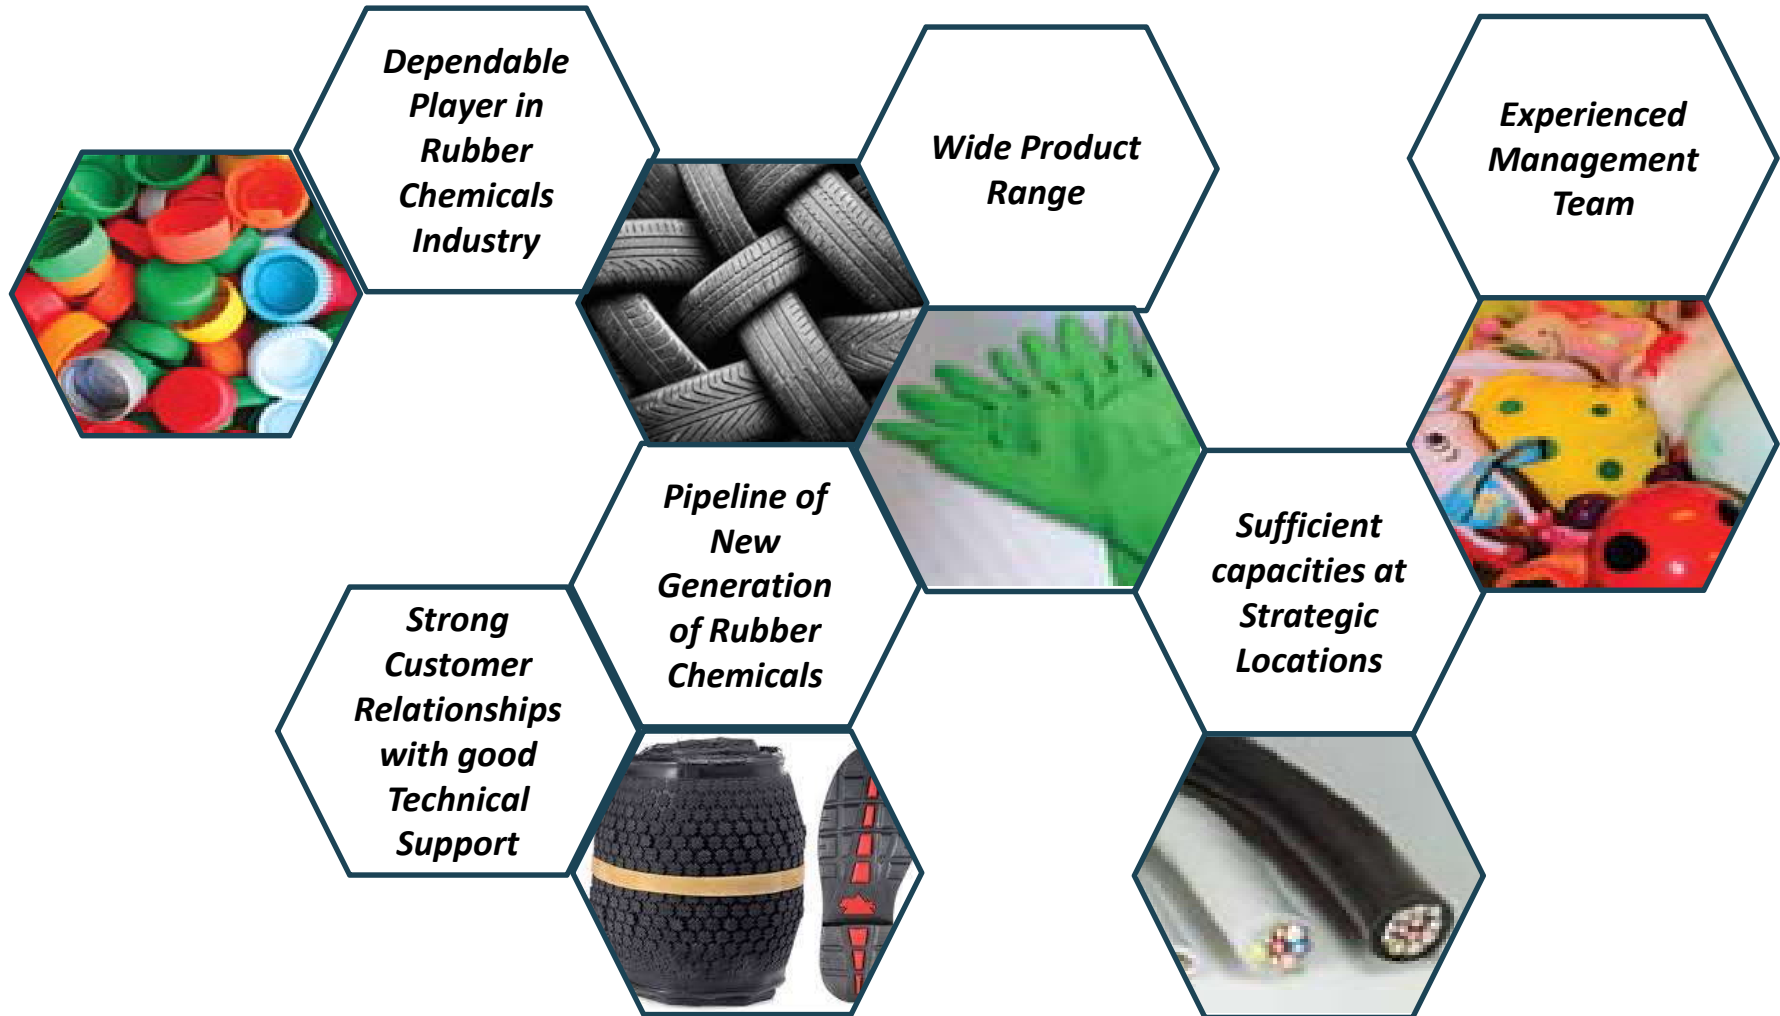 Dependable
Player in
Rubber
Chemicals
Industry
Wide Product
Range
Experienced
Management
Team
Pipeline of
New
Generation
of Rubber
Chemicals
Sufficient
capacities at
Strategic
Locations
Strong
Customer
Relationships
with good
Technical
Support